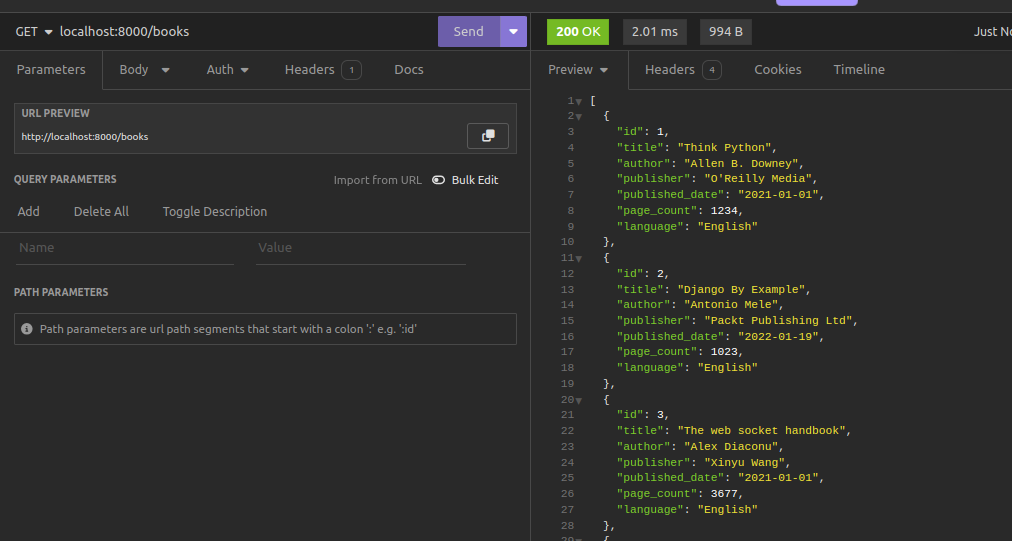 GET localhost:8000/books
Send
Parameters
Body
Auth
Headers 1
Docs
URL PREVIEW
http://localhost:8000/books
QUERY PARAMETERS
Import from URL
Bulk Edit
Add
Delete All
Toggle Description
Name
Value
PATH PARAMETERS
Path parameters are url path segments that start with a colon ':' e.g. ':id'
200 OK
2.01 ms
994 B
Just No
Preview
Headers 4
Cookies
Timeline
1 [
2 {
3 "id": 1,
4 "title": "Think Python",
5 "author": "Allen B. Downey",
6 "publisher": "O'Reilly Media",
7 "published_date": "2021-01-01",
8 "page_count": 1234,
9 "language": "English"
10 },
11 {
12 "id": 2,
13 "title": "Django By Example",
14 "author": "Antonio Mele",
15 "publisher": "Packt Publishing Ltd",
16 "published_date": "2022-01-19",
17 "page_count": 1023,
18 "language": "English"
19 },
20 {
21 "id": 3,
22 "title": "The web socket handbook",
23 "author": "Alex Diaconu",
24 "publisher": "Xinyu Wang",
25 "published_date": "2021-01-01",
26 "page_count": 3677,
27 "language": "English"
28 },
29 {